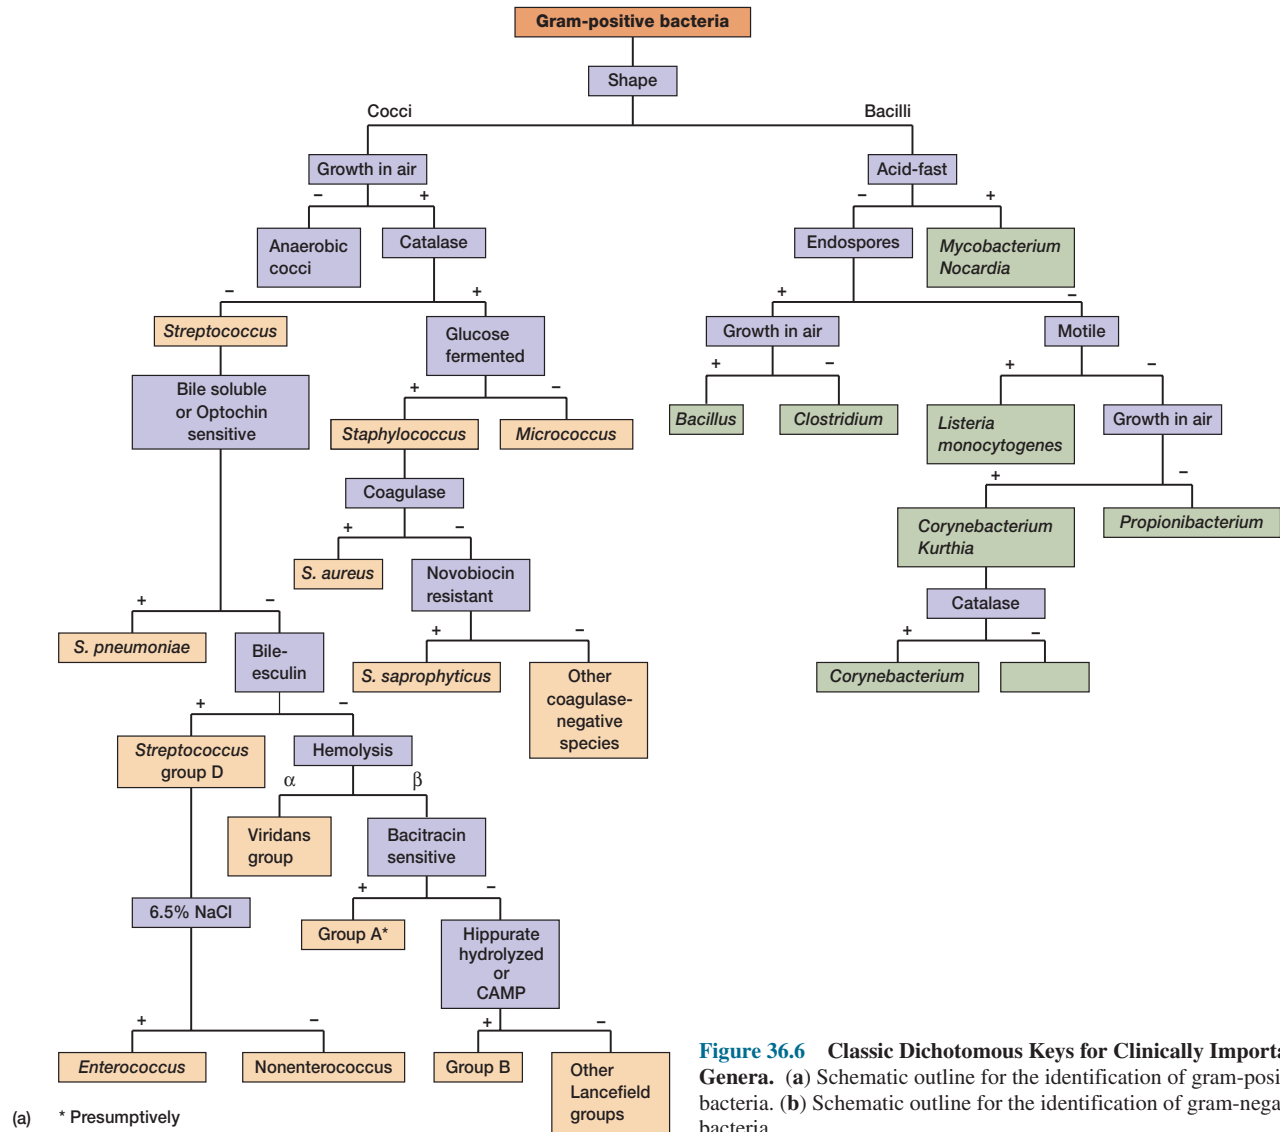 Gram-positive bacteria
Shape
Cocci
Bacilli
Growth in air
Acid-fast
−
+
−
+
Anaerobic
cocci
Catalase
Endospores
Mycobacterium
Nocardia
−
+
+
−
Streptococcus
Glucose
fermented
Growth in air
Motile
Bile soluble
or Optochin
sensitive
+
−
+
−
+
−
Staphylococcus
Micrococcus
Bacillus
Clostridium
Listeria
monocytogenes
Growth in air
Coagulase
+
−
+
−
Corynebacterium
Kurthia
Propionibacterium
S. aureus
Novobiocin
resistant
Catalase
+
−
+
−
+
−
S. pneumoniae
Bile-
esculin
S. saprophyticus
Other
coagulase-
negative
species
Corynebacterium
+
−
Streptococcus
group D
Hemolysis
α
β
Viridans
group
Bacitracin
sensitive
+
−
6.5% NaCl
Group A*
Hippurate
hydrolyzed
or
CAMP
+
−
+
−
Enterococcus
Nonenterococcus
Group B
Other
Lancefield
groups
(a)
* Presumptively
Figure 36.6 Classic Dichotomous Keys for Clinically Importa
Genera. (a) Schematic outline for the identification of gram-posi
bacteria. (b) Schematic outline for the identification of gram-nega
bacteria